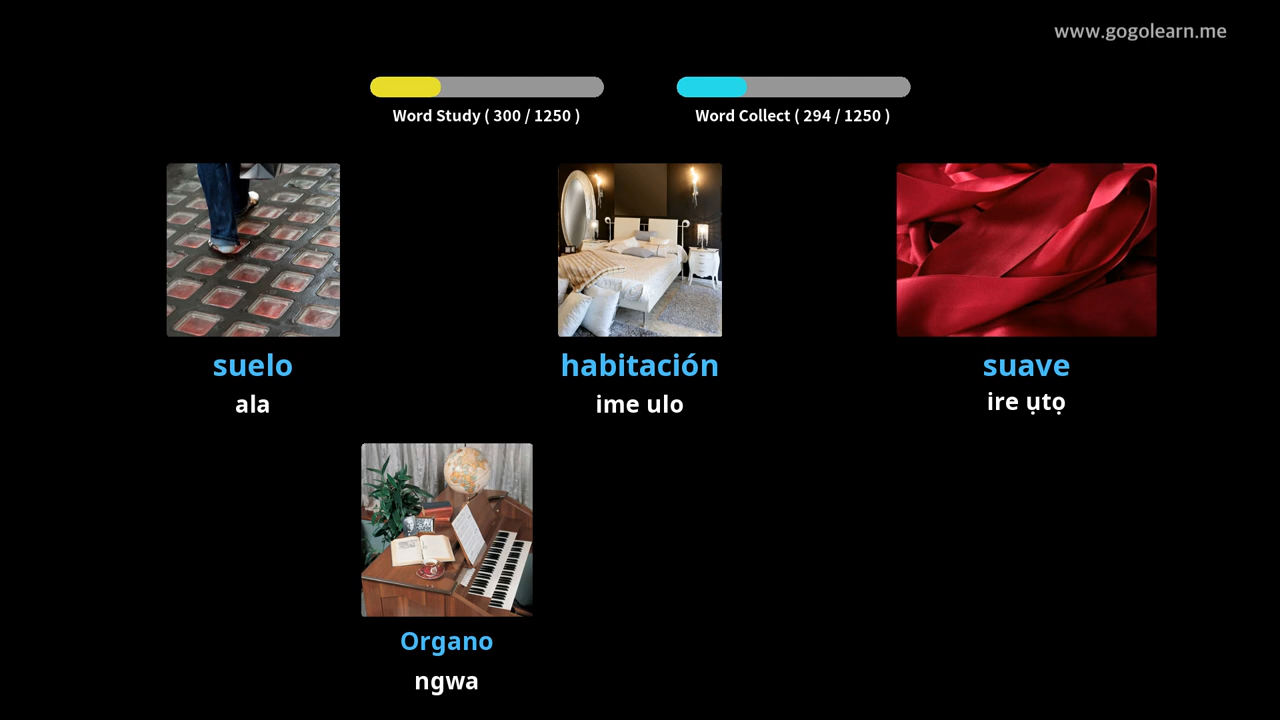 www.gogolearn.me
Word Study ( 300 / 1250 )
Word Collect ( 294 / 1250 )
suelo
ala
habitación
ime ulo
suave
ire ụtọ
Organo
ngwa